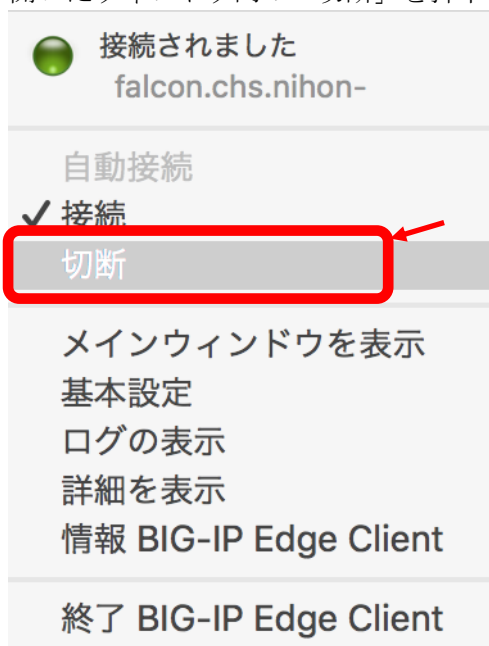 接続されました
falcon.chs.nihon-
自動接続
✓ 接続
切断
メインウィンドウを表示
基本設定
ログの表示
詳細を表示
情報 BIG-IP Edge Client
終了 BIG-IP Edge Client